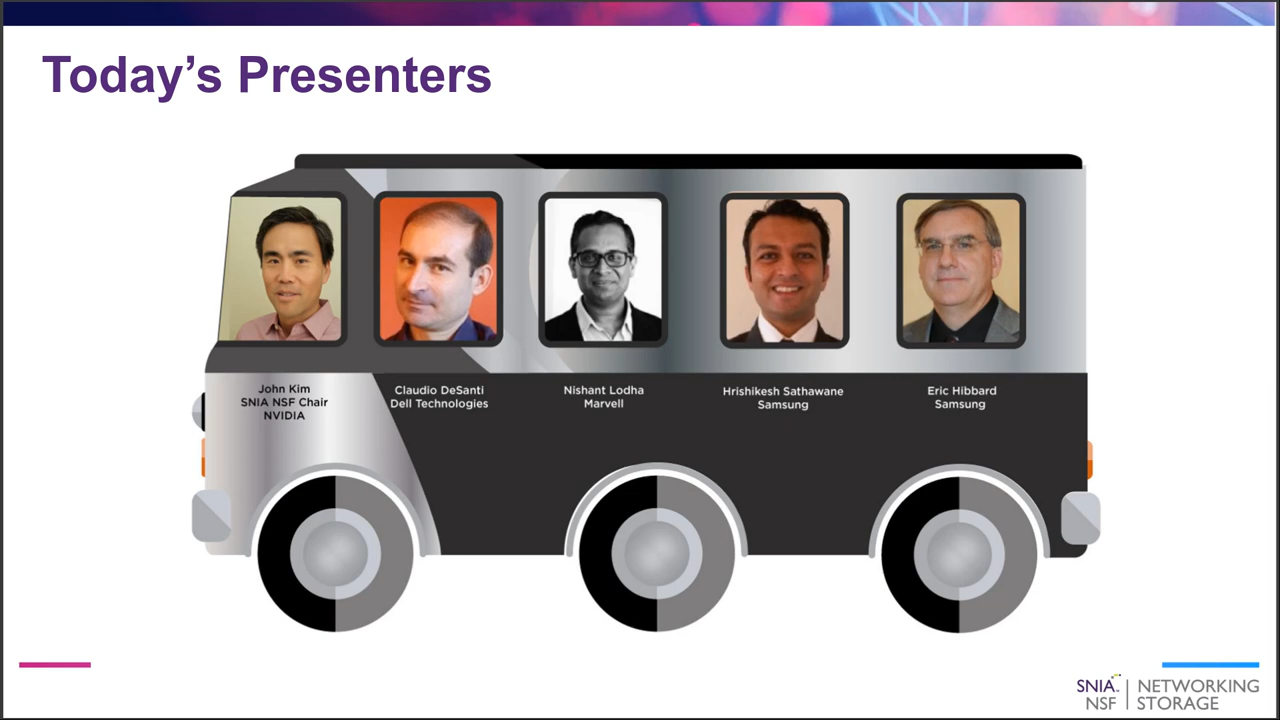 Today’s Presenters
John Kim
SNIA NSF Chair
NVIDIA
Claudio DeSanti
Dell Technologies
Nishant Lodha
Marvell
Hrishikesh Sathawane
Samsung
Eric Hibbard
Samsung
SNIA™ | NETWORKING
NSF | STORAGE